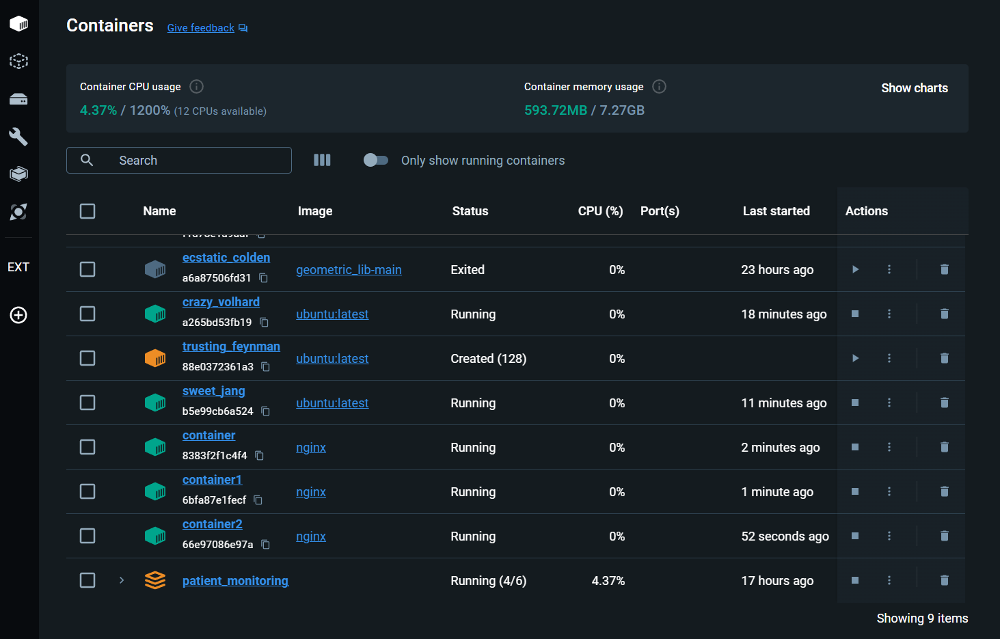 Containers Give feedback
Container CPU usage
4.37% / 1200% (12 CPUs available)
Container memory usage
593.72MB / 7.27GB
Show charts
Search
Only show running containers
Name Image Status CPU (%) Port(s) Last started Actions
ecstatic_colden
a6a87506fd31
geometric_lib-main Exited 0% 23 hours ago
crazy_volhard
a265bd53fb19
ubuntu:latest Running 0% 18 minutes ago
trusting_feynman
88e0372361a3
ubuntu:latest Created (128) 0%
sweet_jang
b5e99cb6a524
ubuntu:latest Running 0% 11 minutes ago
container
8383f2f1c4f4
nginx Running 0% 2 minutes ago
container1
6bfa87e1fecf
nginx Running 0% 1 minute ago
container2
66e97086e97a
nginx Running 0% 52 seconds ago
patient_monitoring Running (4/6) 4.37% 17 hours ago
Showing 9 items
EXT